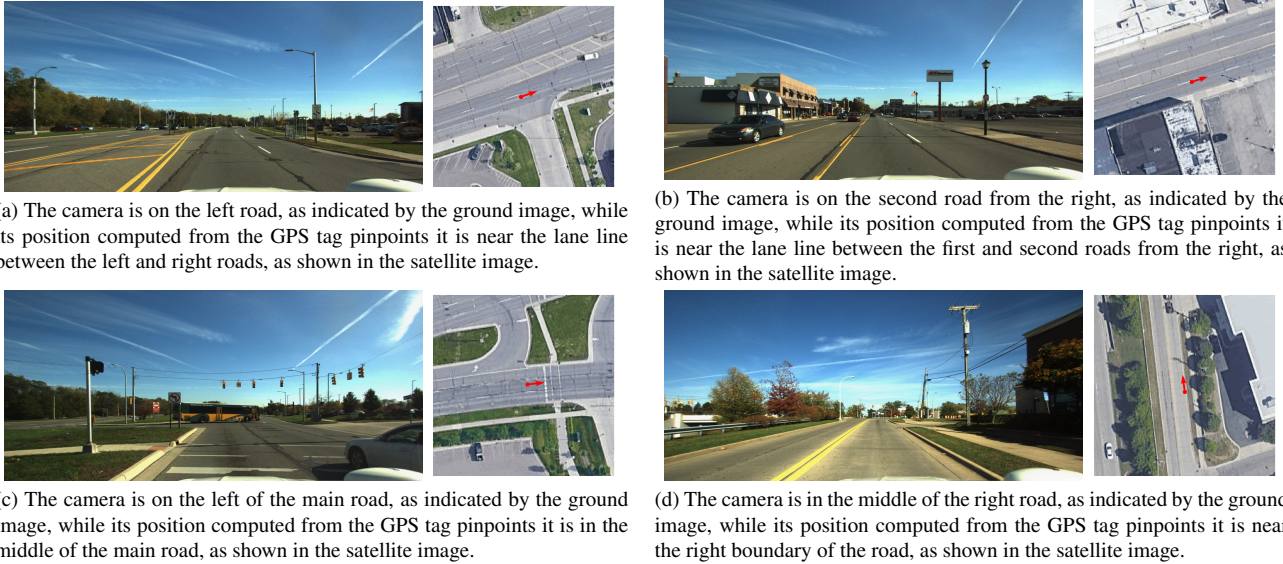 (a) The camera is on the left road, as indicated by the ground image, while
its position computed from the GPS tag pinpoints it is near the lane line
between the left and right roads, as shown in the satellite image.
(b) The camera is on the second road from the right, as indicated by the
ground image, while its position computed from the GPS tag pinpoints it
is near the lane line between the first and second roads from the right, as
shown in the satellite image.
(c) The camera is on the left of the main road, as indicated by the ground
image, while its position computed from the GPS tag pinpoints it is in the
middle of the main road, as shown in the satellite image.
(d) The camera is in the middle of the right road, as indicated by the ground
image, while its position computed from the GPS tag pinpoints it is near
the right boundary of the road, as shown in the satellite image.